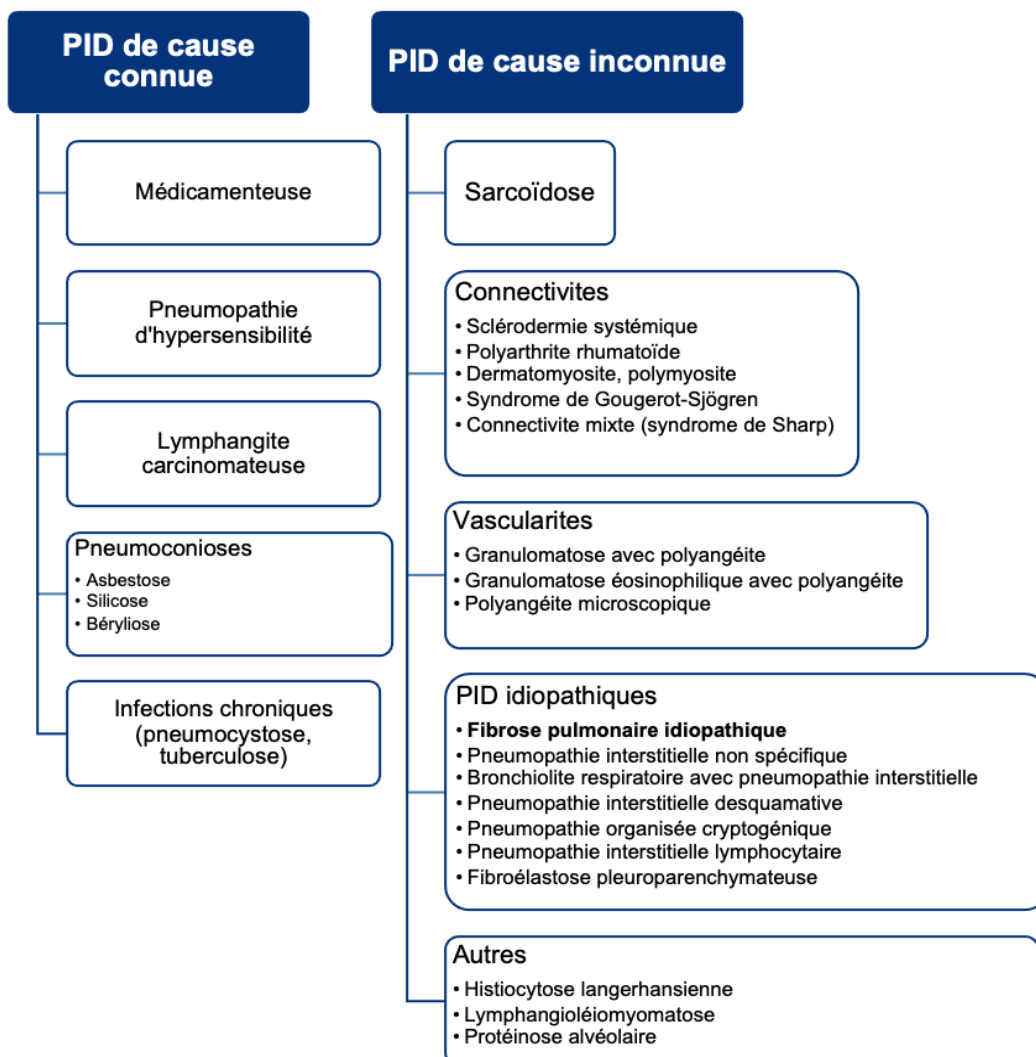 PID de cause
connue
Médicamenteuse
Pneumopathie
d'hypersensibilité
Lymphangite
carcinomateuse
Pneumoconioses
• Asbestose
• Silicose
• Béryliose
Infections chroniques
(pneumocystose,
tuberculose)
PID de cause inconnue
Sarcoïdose
Connectivites
• Sclérodermie systémique
• Polyarthrite rhumatoïde
• Dermatomyosite, polymyosite
• Syndrome de Gougerot-Sjögren
• Connectivite mixte (syndrome de Sharp)
Vascularites
• Granulomatose avec polyangéite
• Granulomatose éosinophilique avec polyangéite
• Polyangéite microscopique
PID idiopathiques
• Fibrose pulmonaire idiopathique
• Pneumopathie interstitielle non spécifique
• Bronchiolite respiratoire avec pneumopathie interstitielle
• Pneumopathie interstitielle desquamative
• Pneumopathie organisée cryptogénique
• Pneumopathie interstitielle lymphocytaire
• Fibroélastose pleuroparenchymateuse
Autres
• Histiocytose langerhansienne
• Lymphangioléiomyomatose
• Protéinose alvéolaire